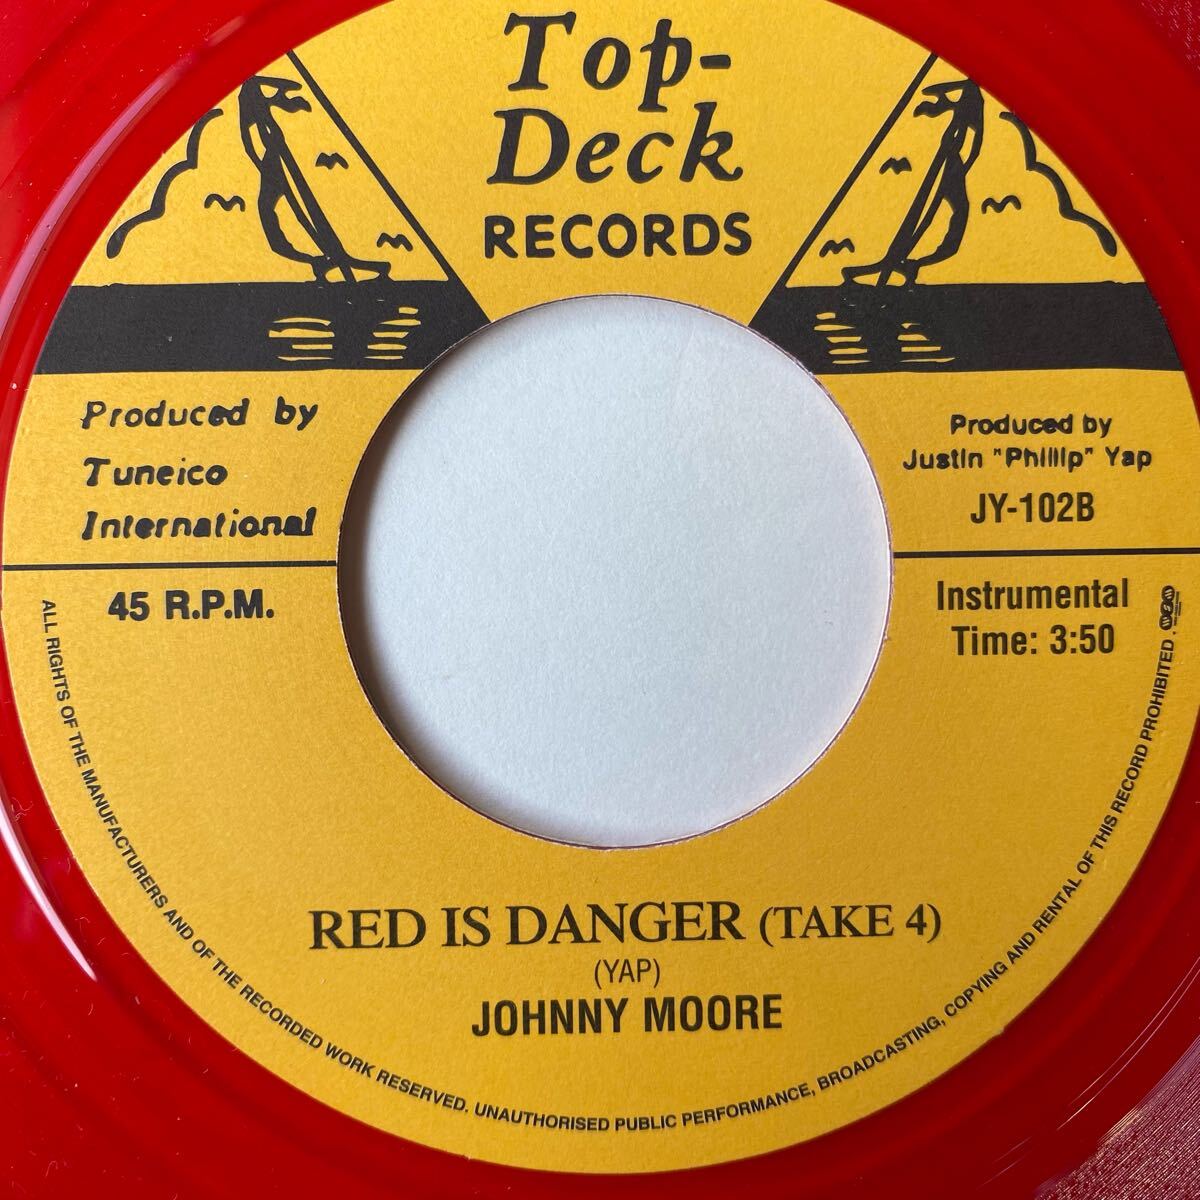 Top-
Deck
RECORDS
Produced by
Tuneico
International
Produced by
Justin "Phillip" Yap
JY-102B
45 R.P.M.
Instrumental
Time: 3:50
RED IS DANGER (TAKE 4)
(YAP)
JOHNNY MOORE
ALL RIGHTS OF THE MANUFACTURERS AND OF THE RECORDED WORK RESERVED. UNAUTHORISED PUBLIC PERFORMANCE, BROADCASTING, COPYING AND RENTAL OF THIS RECORD PROHIBITED.